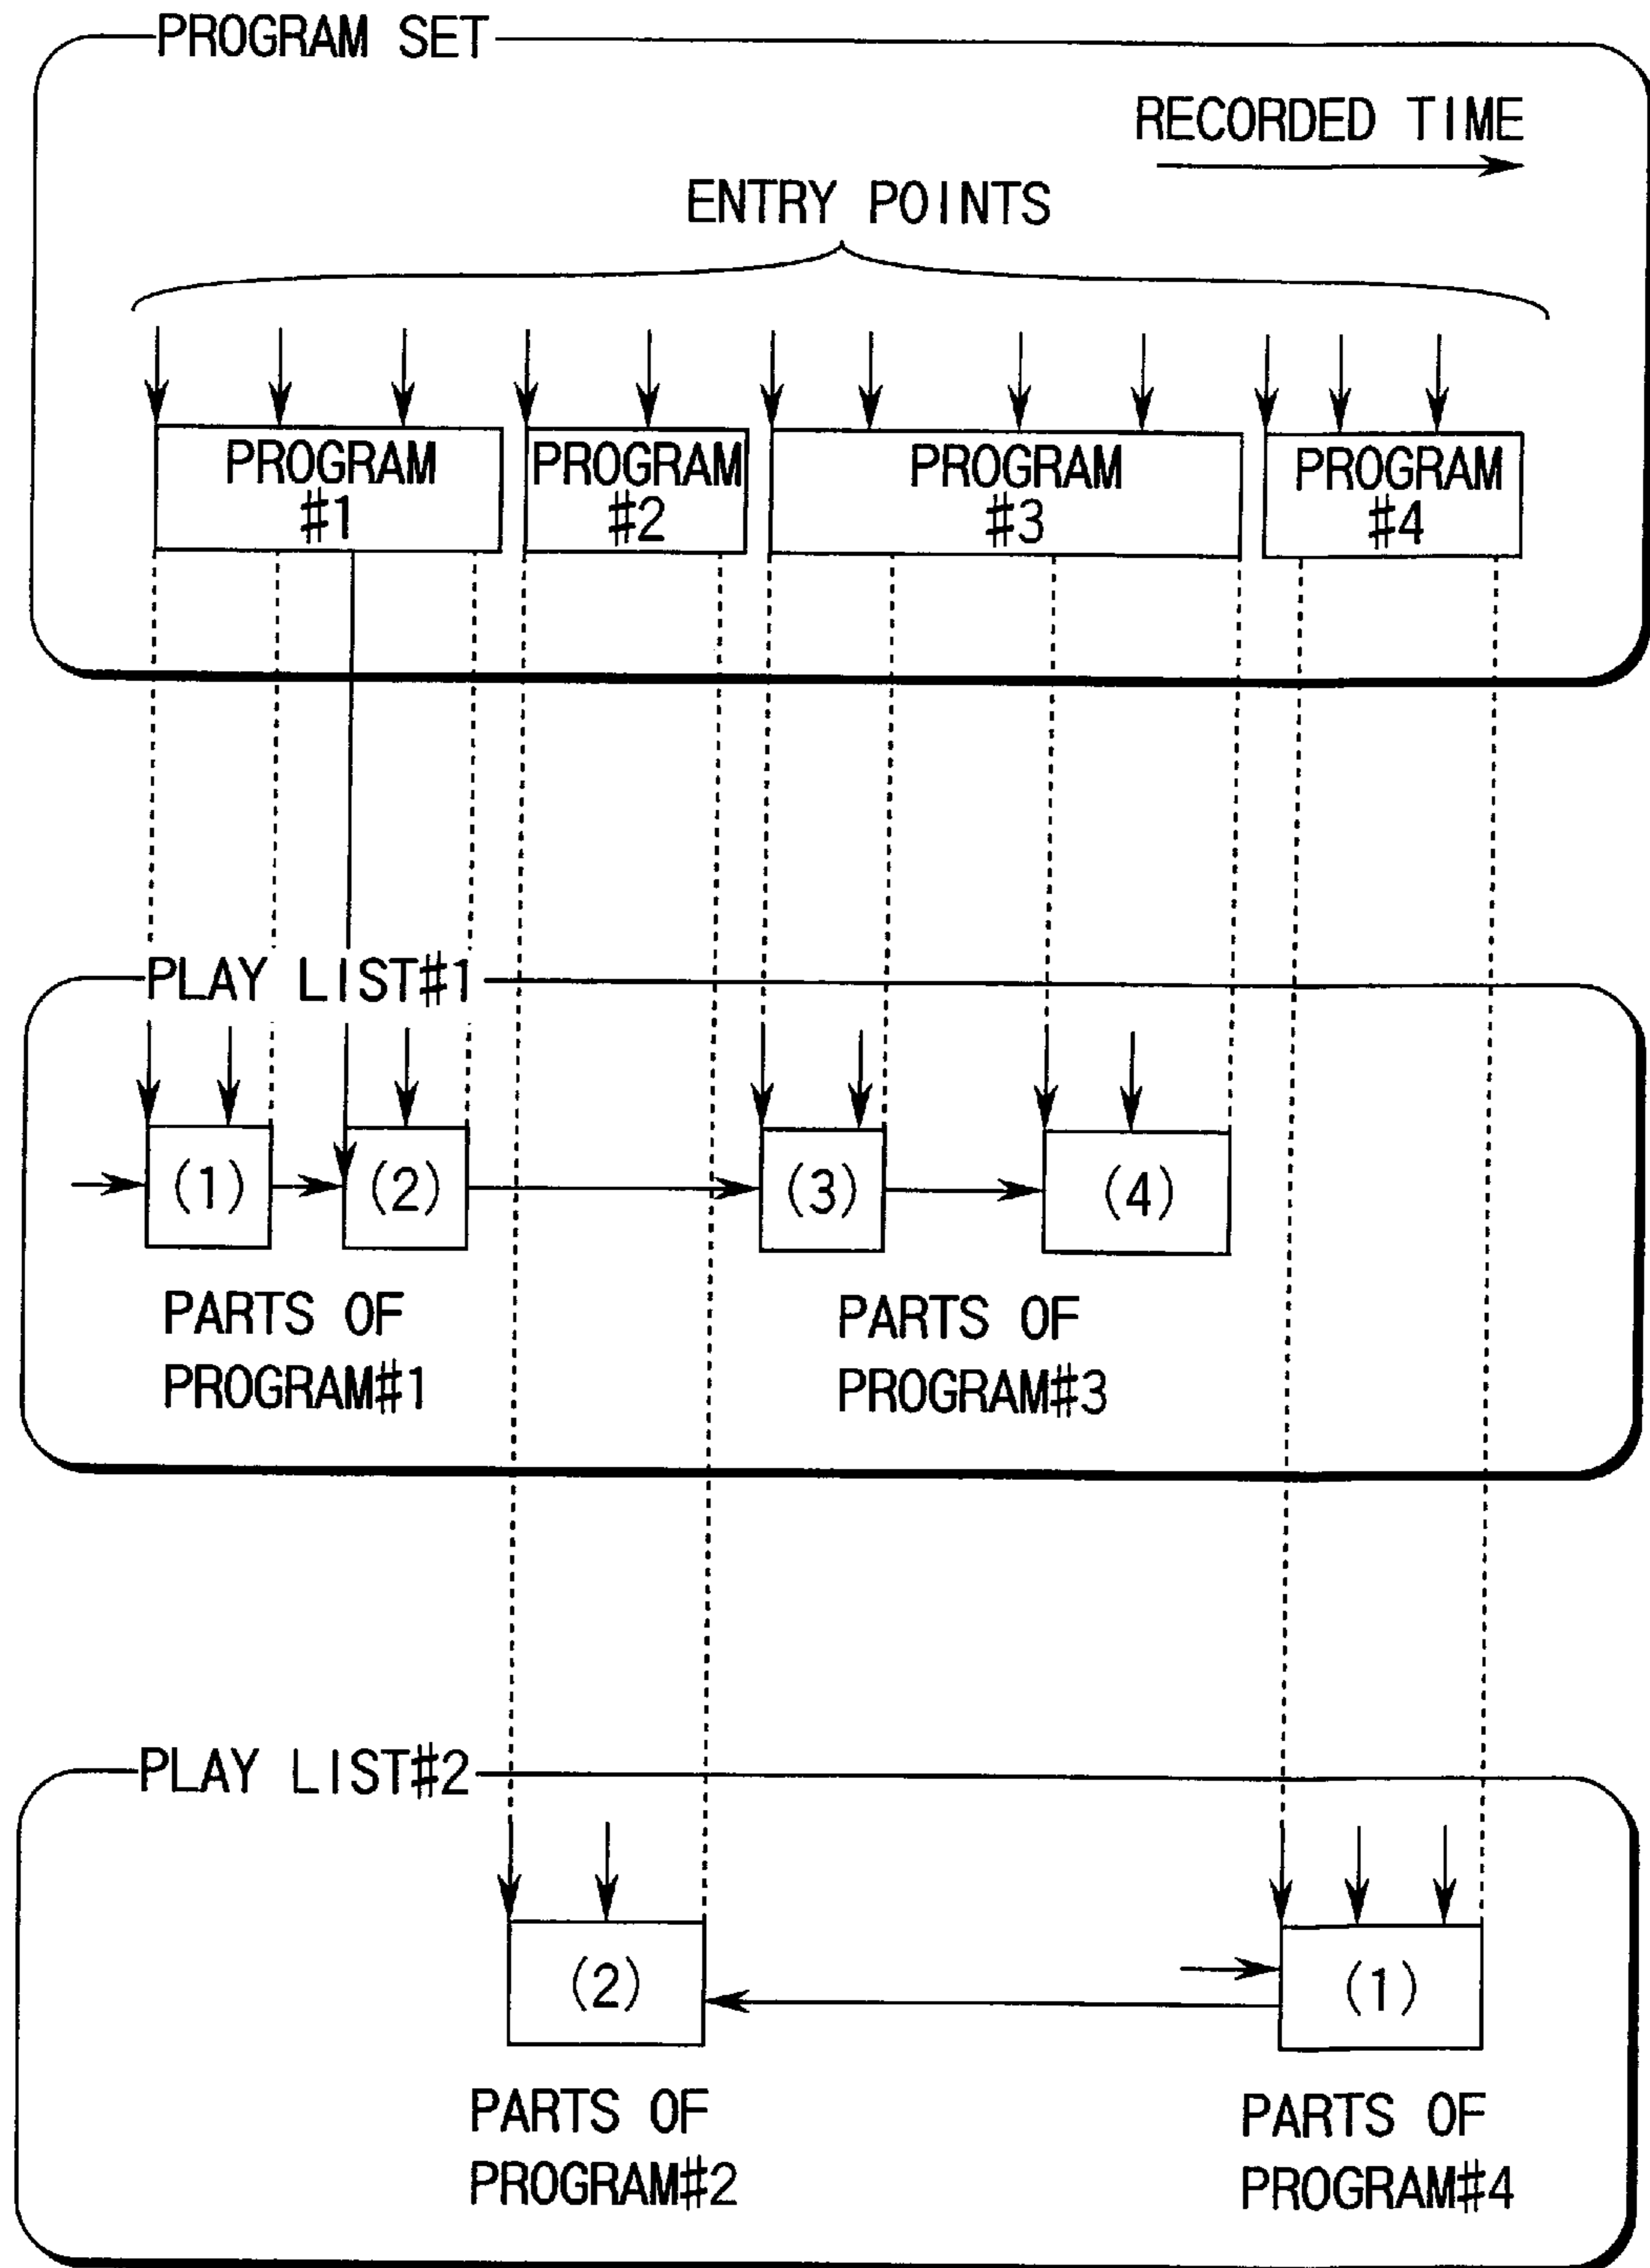 PROGRAM SET
RECORDED TIME
ENTRY POINTS
PROGRAM
#1
PROGRAM
#2
PROGRAM
#3
PROGRAM
#4
PLAY LIST#1
(1)
(2)
(3)
(4)
PARTS OF
PROGRAM#1
PARTS OF
PROGRAM#3
PLAY LIST#2
(2)
(1)
PARTS OF
PROGRAM#2
PARTS OF
PROGRAM#4